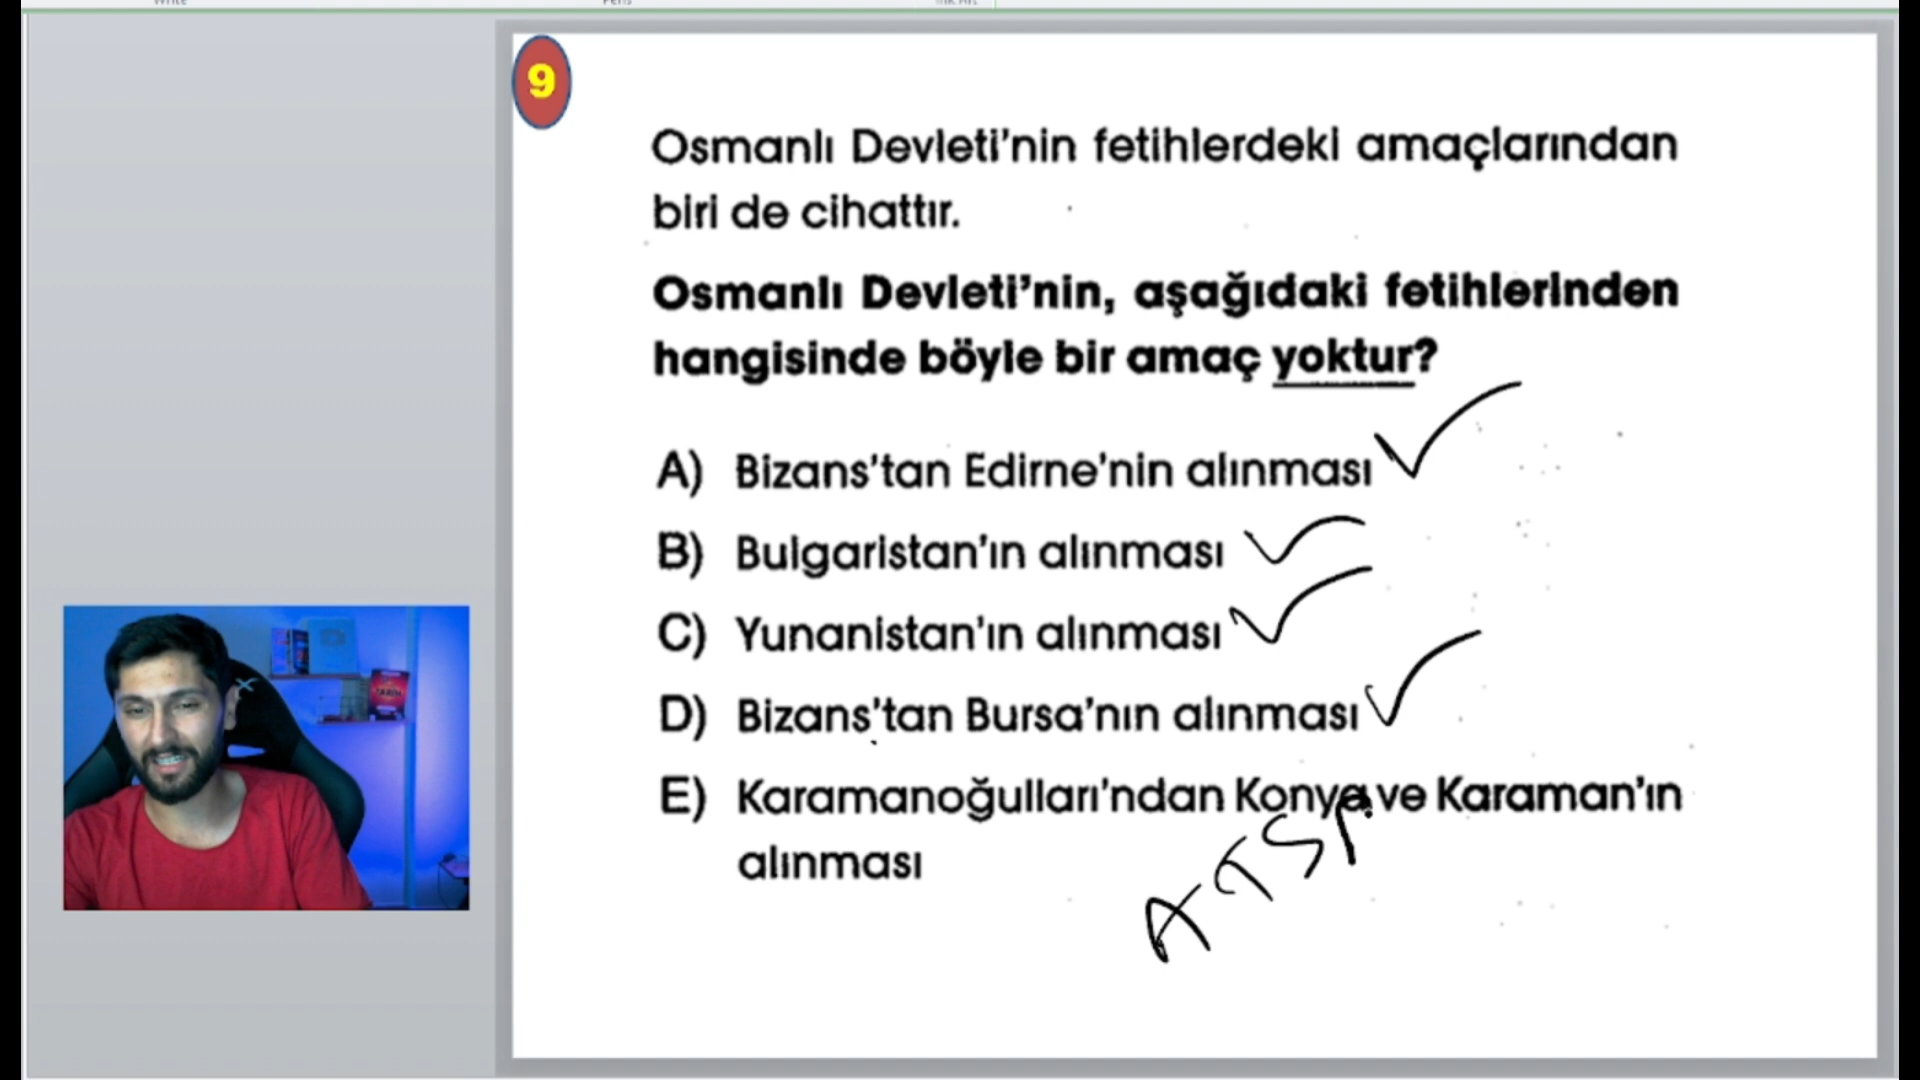 9
Osmanlı Devleti'nin fetihlerdeki amaçlarından
biri de cihattır.
Osmanlı Devleti'nin, aşağıdaki fetihlerinden
hangisinde böyle bir amaç yoktur?
A) Bizans'tan Edirne'nin alınması
B) Bulgaristan'ın alınması
C) Yunanistan'ın alınması
D) Bizans'tan Bursa'nın alınması
E) Karamanoğulları'ndan Konya ve Karaman'ın
alınması
TARİH